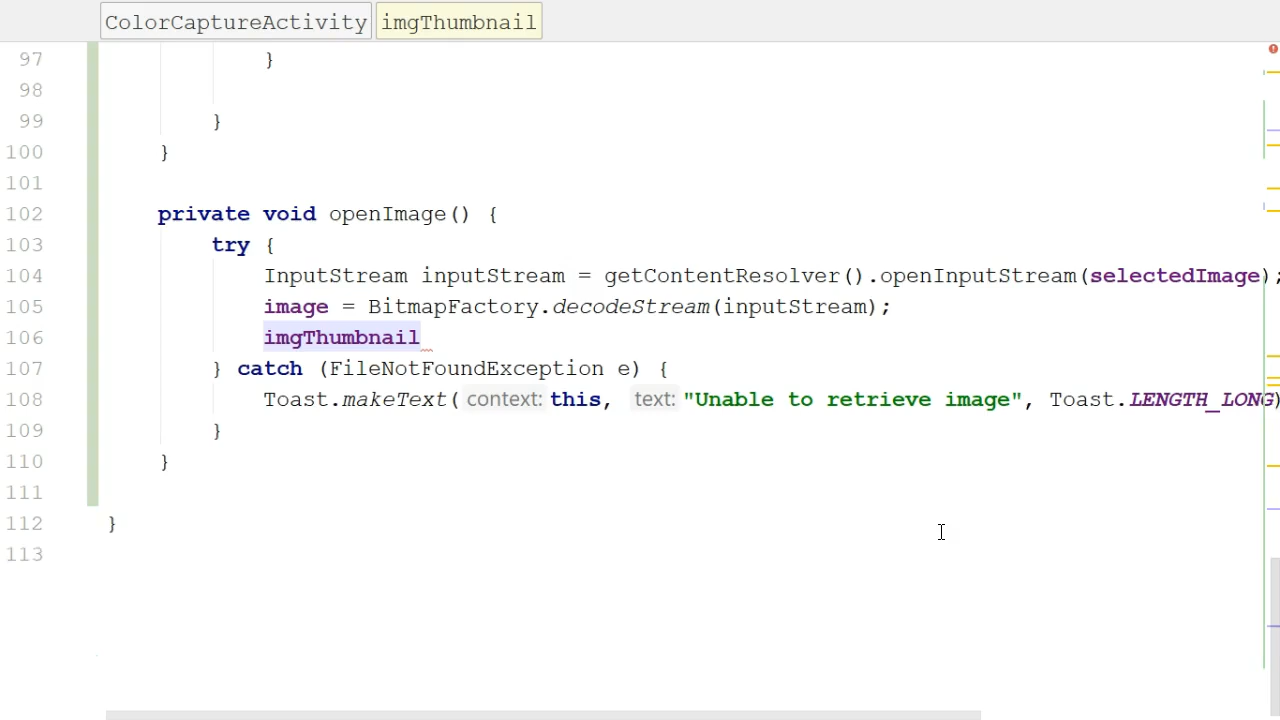 ColorCaptureActivity imgThumbnail
97 }
98
99 }
100 }
101
102 private void openImage() {
103 try {
104 InputStream inputStream = getContentResolver().openInputStream(selectedImage);
105 image = BitmapFactory.decodeStream(inputStream);
106 imgThumbnail
107 } catch (FileNotFoundException e) {
108 Toast.makeText( context: this, text: "Unable to retrieve image", Toast.LENGTH_LONG)
109 }
110 }
111
112 }
113